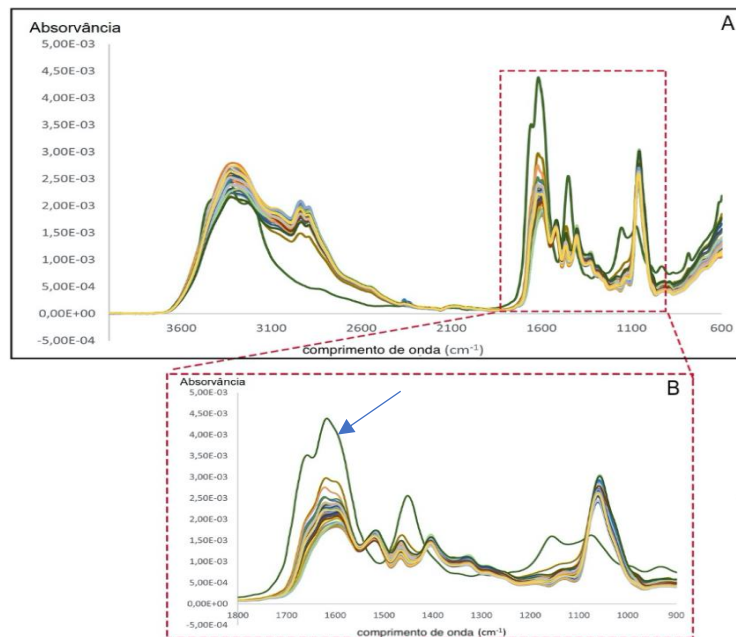 Absorvância
A
5,00E-03
4,50E-03
4,00E-03
3,50E-03
3,00E-03
2,50E-03
2,00E-03
1,50E-03
1,00E-03
5,00E-04
0,00E+00
-5,00E-04
3600 3100 2600 2100 1600 1100 600
comprimento de onda (cm⁻¹)
Absorvância
B
5,00E-03
4,50E-03
4,00E-03
3,50E-03
3,00E-03
2,50E-03
2,00E-03
1,50E-03
1,00E-03
5,00E-04
0,00E+00
-5,00E-04
1800 1700 1600 1500 1400 1300 1200 1100 1000 900
comprimento de onda (cm⁻¹)